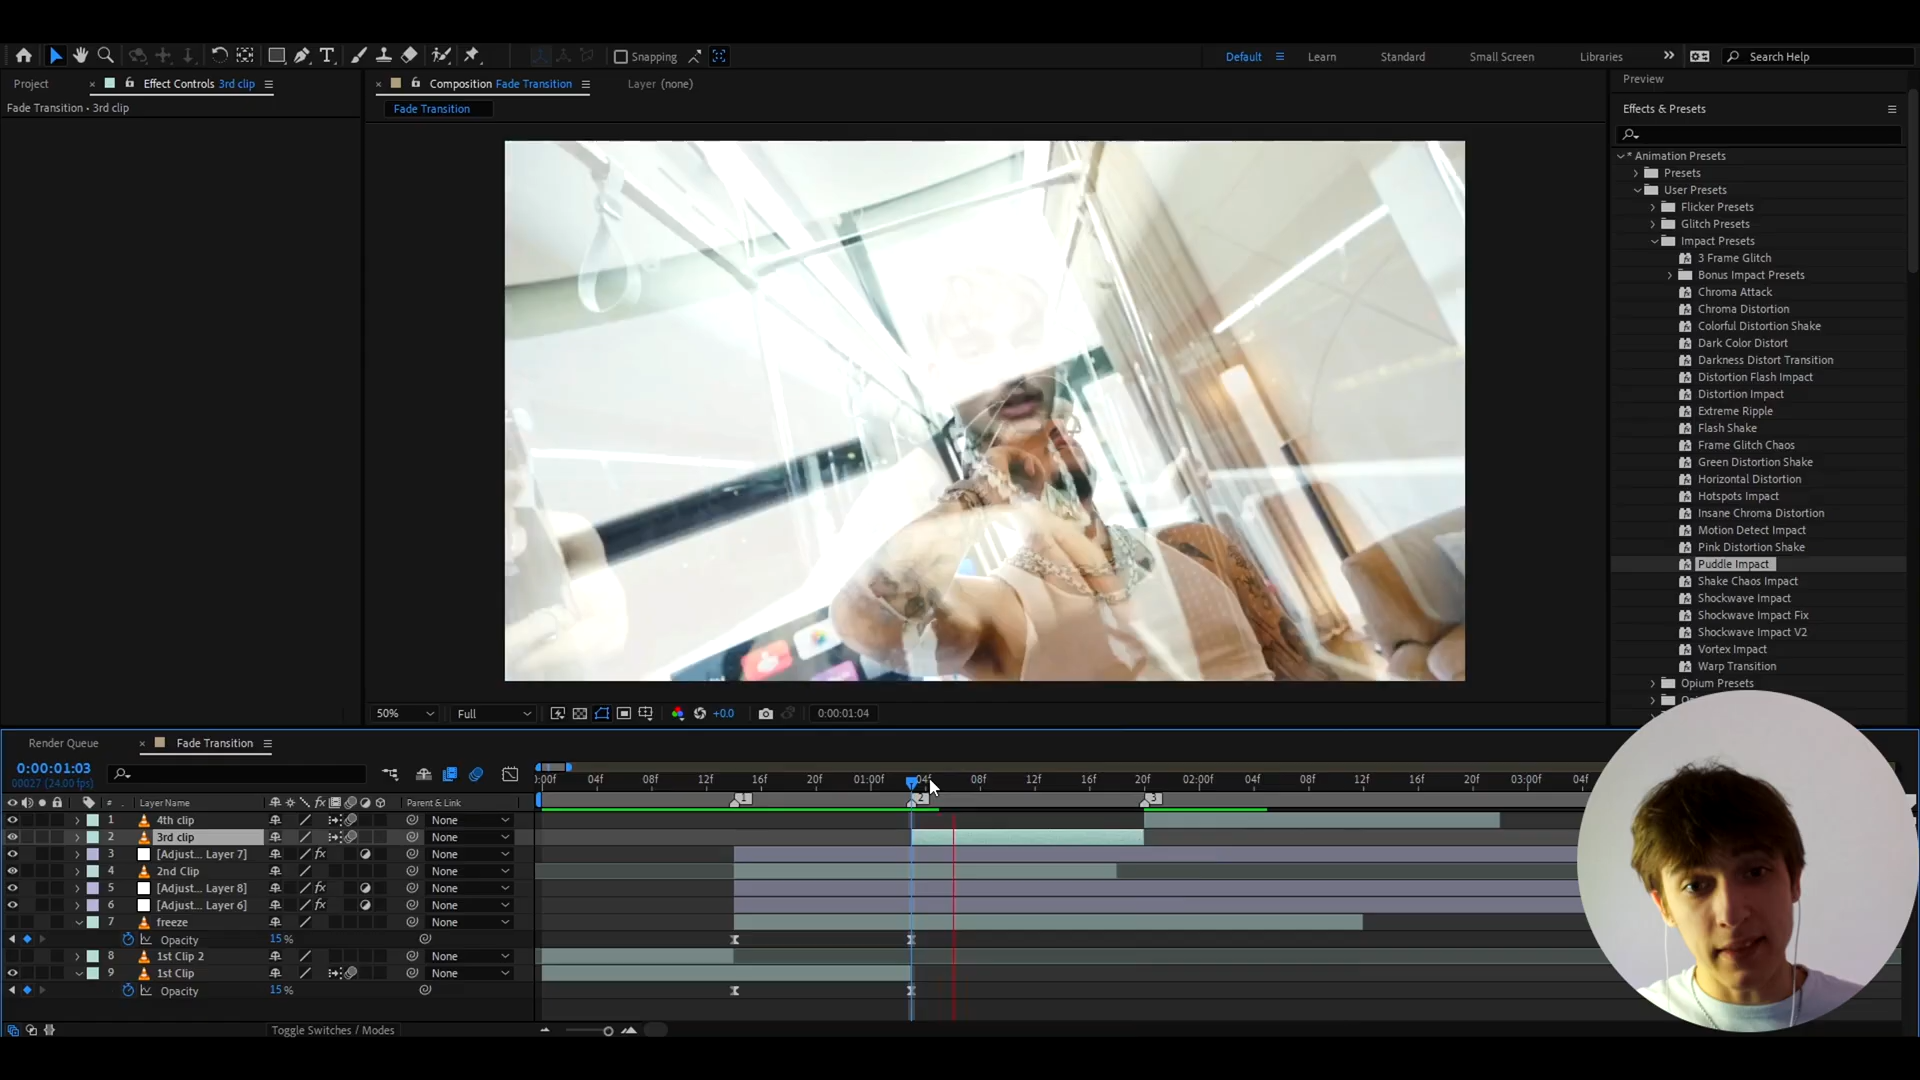 Snapping
Default
Learn
Standard
Small Screen
Libraries
Search Help
Project
Effect Controls 3rd clip
Composition Fade Transition
Layer (none)
Preview
Fade Transition • 3rd clip
Fade Transition
Effects & Presets
* Animation Presets
Presets
User Presets
Flicker Presets
Glitch Presets
Impact Presets
3 Frame Glitch
Bonus Impact Presets
Chroma Attack
Chroma Distortion
Colorful Distortion Shake
Dark Color Distort
Darkness Distort Transition
Distortion Flash Impact
Distortion Impact
Extreme Ripple
Flash Shake
Frame Glitch Chaos
Green Distortion Shake
Horizontal Distortion
Hotspots Impact
Insane Chroma Distortion
Motion Detect Impact
Pink Distortion Shake
Puddle Impact
Shake Chaos Impact
Shockwave Impact
Shockwave Impact Fix
Shockwave Impact V2
Vortex Impact
Warp Transition
Opium Presets
50%
Full
+0.0
0:00:01:04
Render Queue
Fade Transition
0:00:01:03
00027 (24.00 fps)
:00f 04f 08f 12f 16f 20f 01:00f 04f 08f 12f 16f 20f 02:00f 04f 08f 12f 16f 20f 03:00f 04f
# Layer Name
Parent & Link
1 2 3
1 4th clip None
2 3rd clip None
3 [Adjust... Layer 7] fx None
4 2nd Clip None
5 [Adjust... Layer 8] fx None
6 [Adjust... Layer 6] fx None
7 freeze None
Opacity 15 %
8 1st Clip 2 None
9 1st Clip None
Opacity 15 %
Toggle Switches / Modes